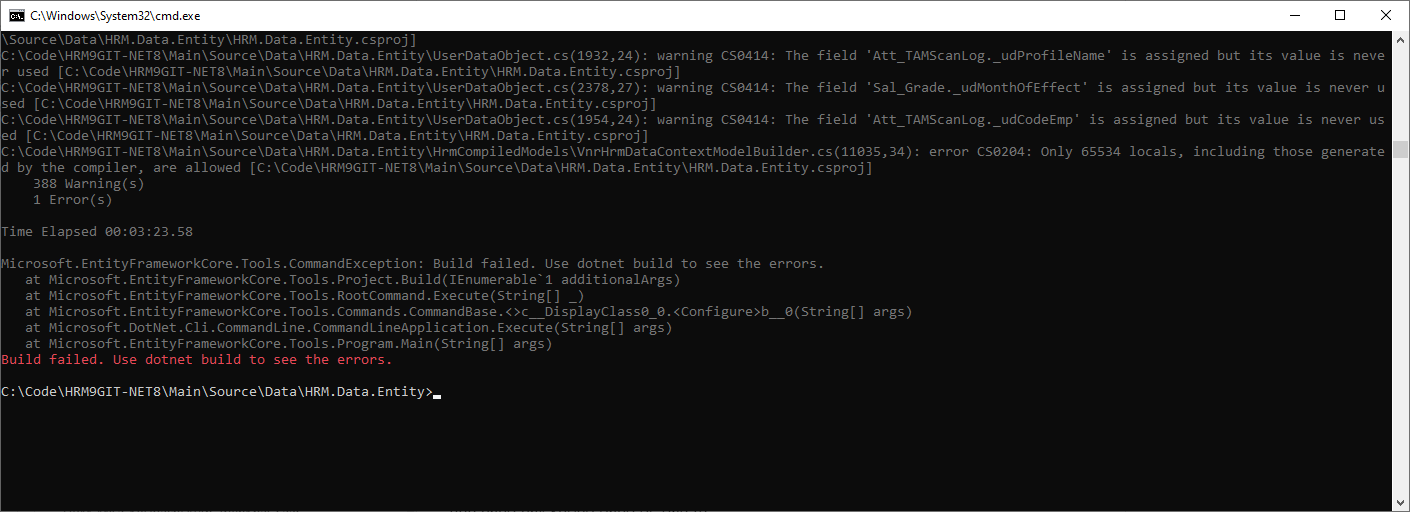 C:\Windows\System32\cmd.exe
\Source\Data\HRM.Data.Entity\HRM.Data.Entity.csproj]
C:\Code\HRM9GIT-NET8\Main\Source\Data\HRM.Data.Entity\UserDataObject.cs(1932,24): warning CS0414: The field 'Att_TAMScanLog._udProfileName' is assigned but its value is neve
r used [C:\Code\HRM9GIT-NET8\Main\Source\Data\HRM.Data.Entity\HRM.Data.Entity.csproj]
C:\Code\HRM9GIT-NET8\Main\Source\Data\HRM.Data.Entity\UserDataObject.cs(2378,27): warning CS0414: The field 'Sal_Grade._udMonthOfEffect' is assigned but its value is never u
sed [C:\Code\HRM9GIT-NET8\Main\Source\Data\HRM.Data.Entity\HRM.Data.Entity.csproj]
C:\Code\HRM9GIT-NET8\Main\Source\Data\HRM.Data.Entity\UserDataObject.cs(1954,24): warning CS0414: The field 'Att_TAMScanLog._udCodeEmp' is assigned but its value is never us
ed [C:\Code\HRM9GIT-NET8\Main\Source\Data\HRM.Data.Entity\HRM.Data.Entity.csproj]
C:\Code\HRM9GIT-NET8\Main\Source\Data\HRM.Data.Entity\HrmCompiledModels\VnrHrmDataContextModelBuilder.cs(11035,34): error CS0204: Only 65534 locals, including those generate
d by the compiler, are allowed [C:\Code\HRM9GIT-NET8\Main\Source\Data\HRM.Data.Entity\HRM.Data.Entity.csproj]
    388 Warning(s)
    1 Error(s)

Time Elapsed 00:03:23.58

Microsoft.EntityFrameworkCore.Tools.CommandException: Build failed. Use dotnet build to see the errors.
   at Microsoft.EntityFrameworkCore.Tools.Project.Build(IEnumerable`1 additionalArgs)
   at Microsoft.EntityFrameworkCore.Tools.RootCommand.Execute(String[] _)
   at Microsoft.EntityFrameworkCore.Tools.Commands.CommandBase.<>c__DisplayClass0_0.<Configure>b__0(String[] args)
   at Microsoft.DotNet.Cli.CommandLine.CommandLineApplication.Execute(String[] args)
   at Microsoft.EntityFrameworkCore.Tools.Program.Main(String[] args)
Build failed. Use dotnet build to see the errors.

C:\Code\HRM9GIT-NET8\Main\Source\Data\HRM.Data.Entity>